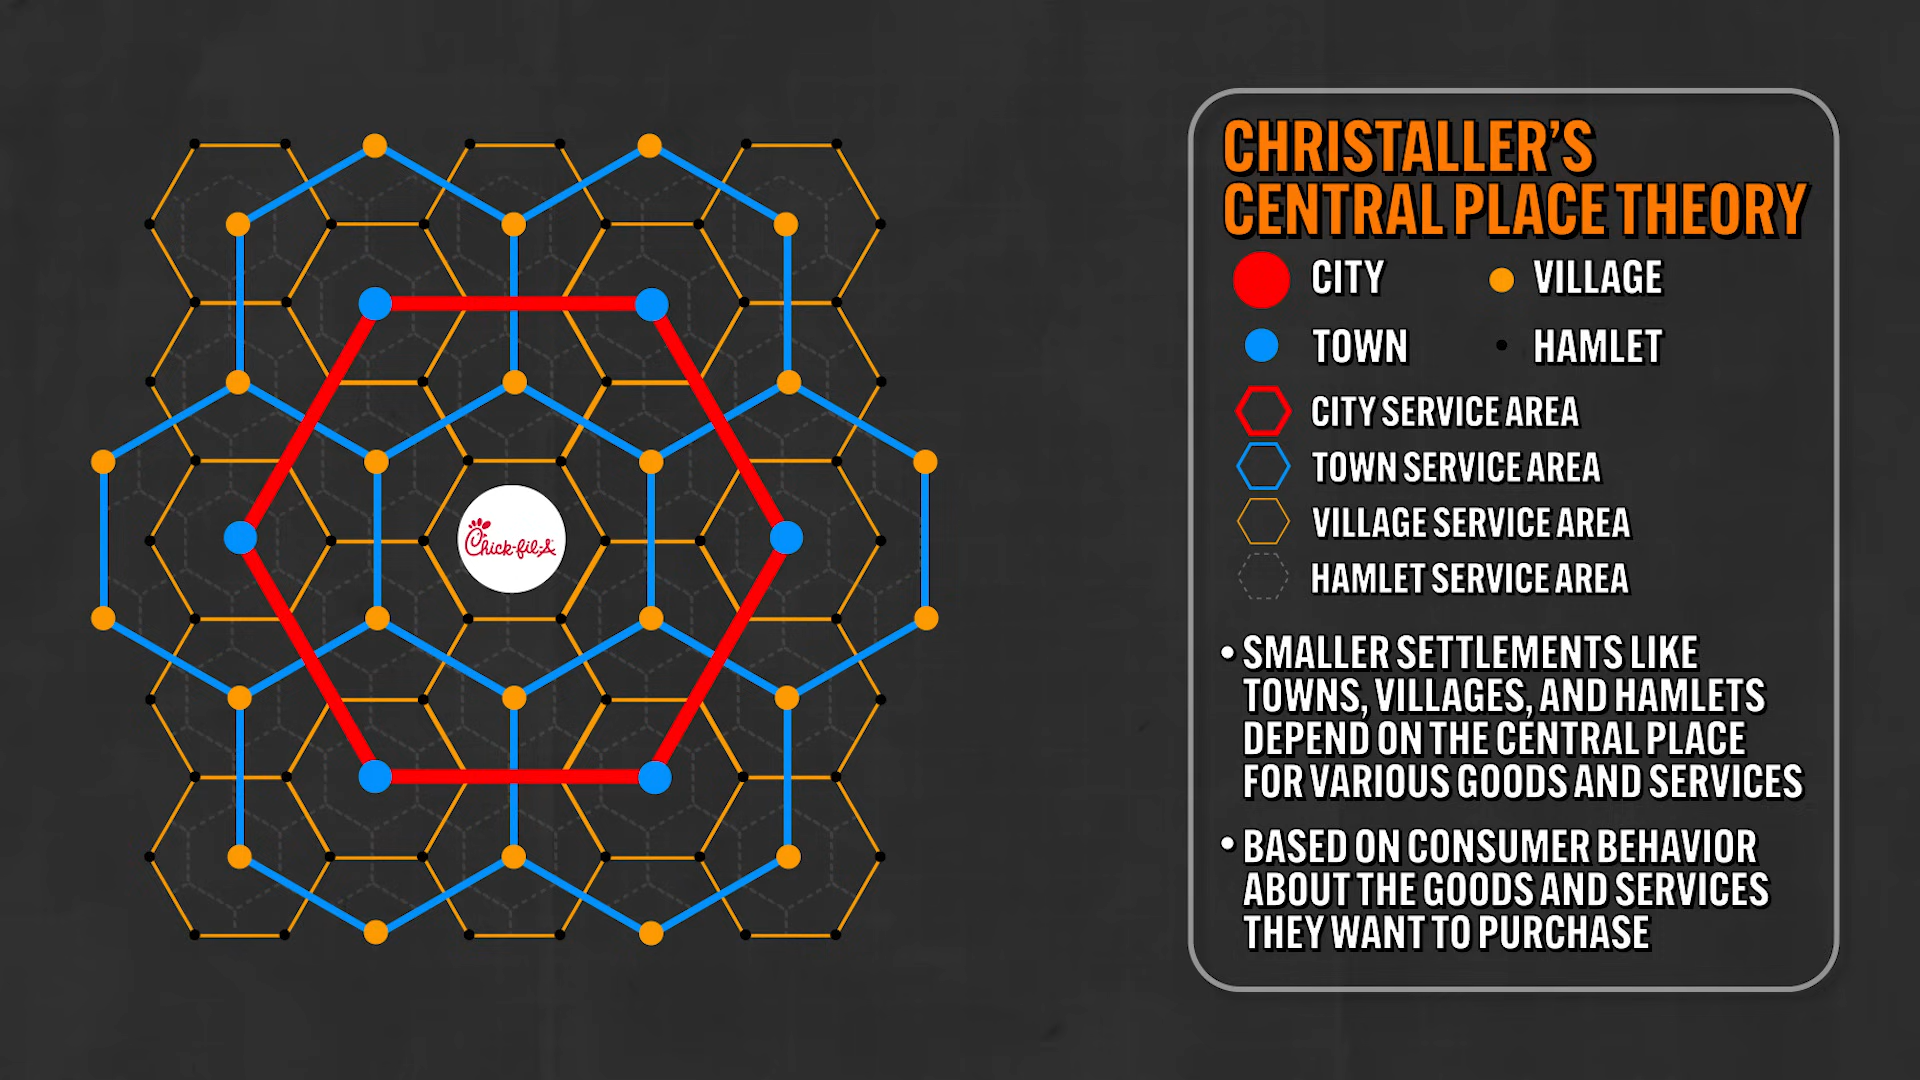 Chick-fil-A
CHRISTALLER'S
CENTRAL PLACE THEORY
CITY
VILLAGE
TOWN
HAMLET
CITY SERVICE AREA
TOWN SERVICE AREA
VILLAGE SERVICE AREA
HAMLET SERVICE AREA
• SMALLER SETTLEMENTS LIKE
TOWNS, VILLAGES, AND HAMLETS
DEPEND ON THE CENTRAL PLACE
FOR VARIOUS GOODS AND SERVICES
• BASED ON CONSUMER BEHAVIOR
ABOUT THE GOODS AND SERVICES
THEY WANT TO PURCHASE